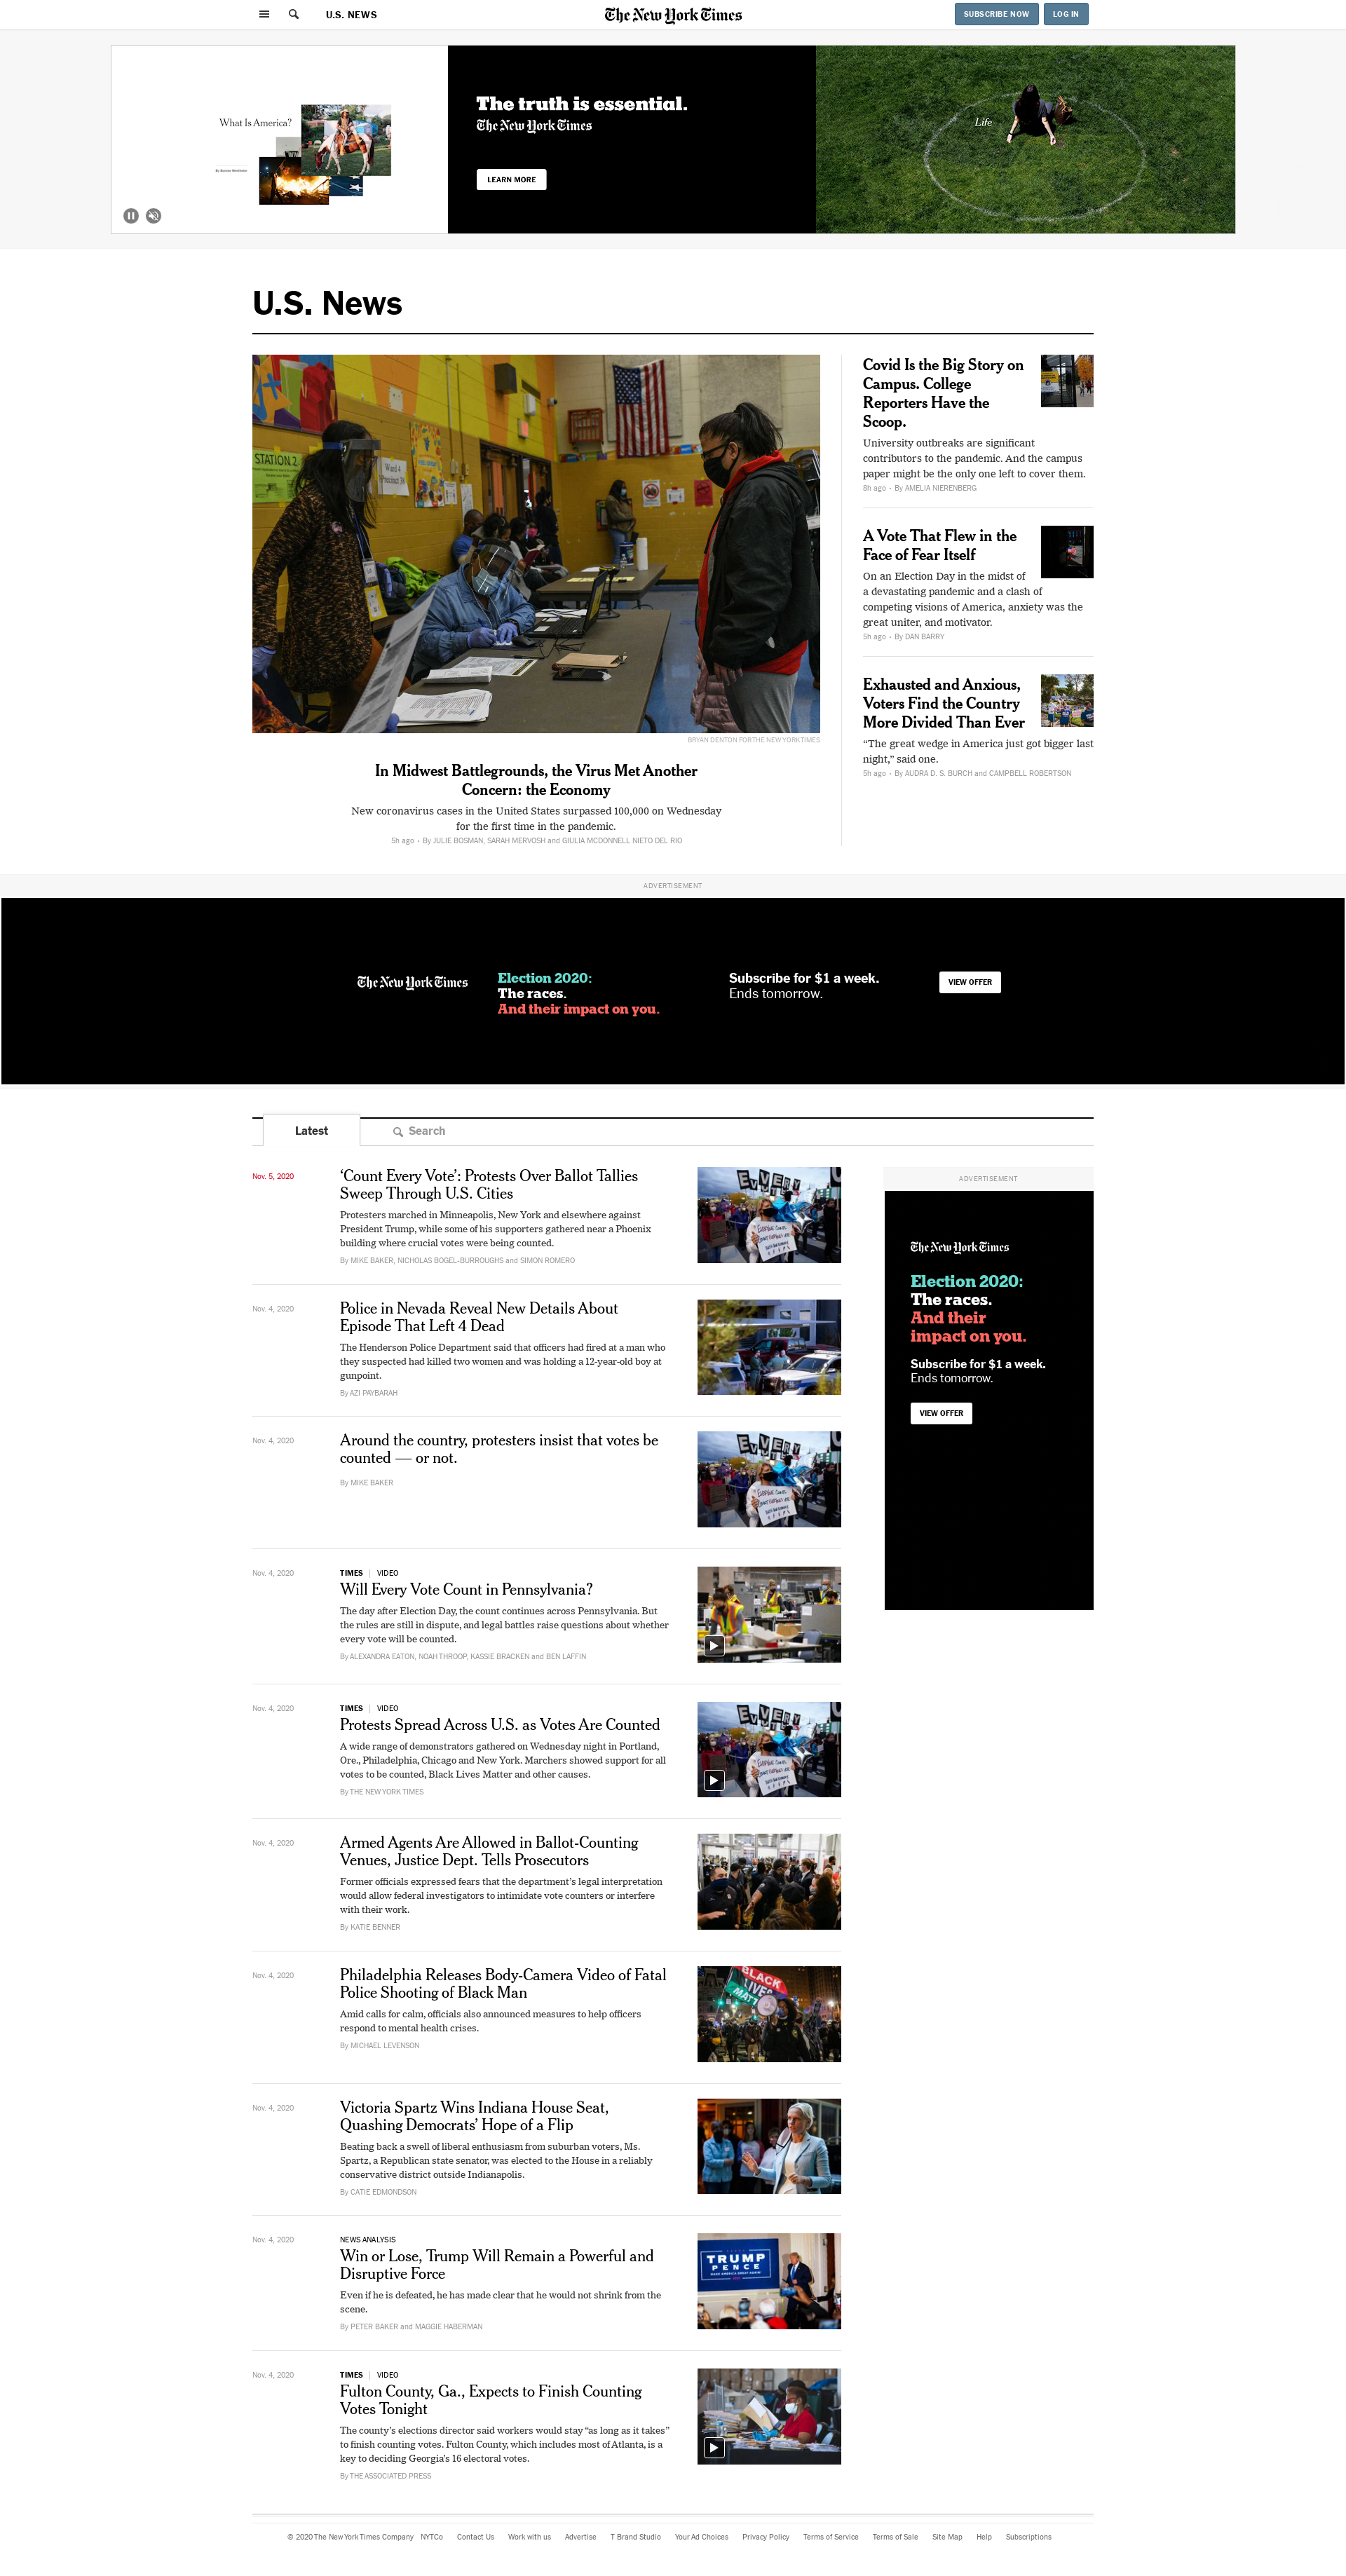 U.S. NEWS
The New York Times
SUBSCRIBE NOW
LOG IN
What Is America?
The truth is essential.
The New York Times
LEARN MORE
Life
U.S. News
STATION 2
Ward 4
BRYAN DENTON FOR THE NEW YORK TIMES
In Midwest Battlegrounds, the Virus Met Another
Concern: the Economy
New coronavirus cases in the United States surpassed 100,000 on Wednesday
for the first time in the pandemic.
5h ago • By JULIE BOSMAN, SARAH MERVOSH and GIULIA MCDONNELL NIETO DEL RIO
Covid Is the Big Story on
Campus. College
Reporters Have the
Scoop.
University outbreaks are significant
contributors to the pandemic. And the campus
paper might be the only one left to cover them.
8h ago • By AMELIA NIERENBERG
A Vote That Flew in the
Face of Fear Itself
On an Election Day in the midst of
a devastating pandemic and a clash of
competing visions of America, anxiety was the
great uniter, and motivator.
5h ago • By DAN BARRY
Exhausted and Anxious,
Voters Find the Country
More Divided Than Ever
“The great wedge in America just got bigger last
night,” said one.
5h ago • By AUDRA D. S. BURCH and CAMPBELL ROBERTSON
ADVERTISEMENT
The New York Times
Election 2020:
The races.
And their impact on you.
Subscribe for $1 a week.
Ends tomorrow.
VIEW OFFER
Latest
Search
Nov. 5, 2020
‘Count Every Vote’: Protests Over Ballot Tallies
Sweep Through U.S. Cities
Protesters marched in Minneapolis, New York and elsewhere against
President Trump, while some of his supporters gathered near a Phoenix
building where crucial votes were being counted.
By MIKE BAKER, NICHOLAS BOGEL-BURROUGHS and SIMON ROMERO
Nov. 4, 2020
Police in Nevada Reveal New Details About
Episode That Left 4 Dead
The Henderson Police Department said that officers had fired at a man who
they suspected had killed two women and was holding a 12-year-old boy at
gunpoint.
By AZI PAYBARAH
Nov. 4, 2020
Around the country, protesters insist that votes be
counted — or not.
By MIKE BAKER
EVERY
Nov. 4, 2020
TIMES | VIDEO
Will Every Vote Count in Pennsylvania?
The day after Election Day, the count continues across Pennsylvania. But
the rules are still in dispute, and legal battles raise questions about whether
every vote will be counted.
By ALEXANDRA EATON, NOAH THROOP, KASSIE BRACKEN and BEN LAFFIN
Nov. 4, 2020
TIMES | VIDEO
Protests Spread Across U.S. as Votes Are Counted
A wide range of demonstrators gathered on Wednesday night in Portland,
Ore., Philadelphia, Chicago and New York. Marchers showed support for all
votes to be counted, Black Lives Matter and other causes.
By THE NEW YORK TIMES
EVERY
Nov. 4, 2020
Armed Agents Are Allowed in Ballot-Counting
Venues, Justice Dept. Tells Prosecutors
Former officials expressed fears that the department’s legal interpretation
would allow federal investigators to intimidate vote counters or interfere
with their work.
By KATIE BENNER
Nov. 4, 2020
Philadelphia Releases Body-Camera Video of Fatal
Police Shooting of Black Man
Amid calls for calm, officials also announced measures to help officers
respond to mental health crises.
By MICHAEL LEVENSON
BLACK
LIVES
MATT
Nov. 4, 2020
Victoria Spartz Wins Indiana House Seat,
Quashing Democrats’ Hope of a Flip
Beating back a swell of liberal enthusiasm from suburban voters, Ms.
Spartz, a Republican state senator, was elected to the House in a reliably
conservative district outside Indianapolis.
By CATIE EDMONDSON
Nov. 4, 2020
NEWS ANALYSIS
Win or Lose, Trump Will Remain a Powerful and
Disruptive Force
Even if he is defeated, he has made clear that he would not shrink from the
scene.
By PETER BAKER and MAGGIE HABERMAN
TRUMP
PENCE
Nov. 4, 2020
TIMES | VIDEO
Fulton County, Ga., Expects to Finish Counting
Votes Tonight
The county’s elections director said workers would stay “as long as it takes”
to finish counting votes. Fulton County, which includes most of Atlanta, is a
key to deciding Georgia’s 16 electoral votes.
By THE ASSOCIATED PRESS
ADVERTISEMENT
The New York Times
Election 2020:
The races.
And their
impact on you.
Subscribe for $1 a week.
Ends tomorrow.
VIEW OFFER
© 2020 The New York Times Company NYTCo Contact Us Work with us Advertise T Brand Studio Your Ad Choices Privacy Policy Terms of Service Terms of Sale Site Map Help Subscriptions